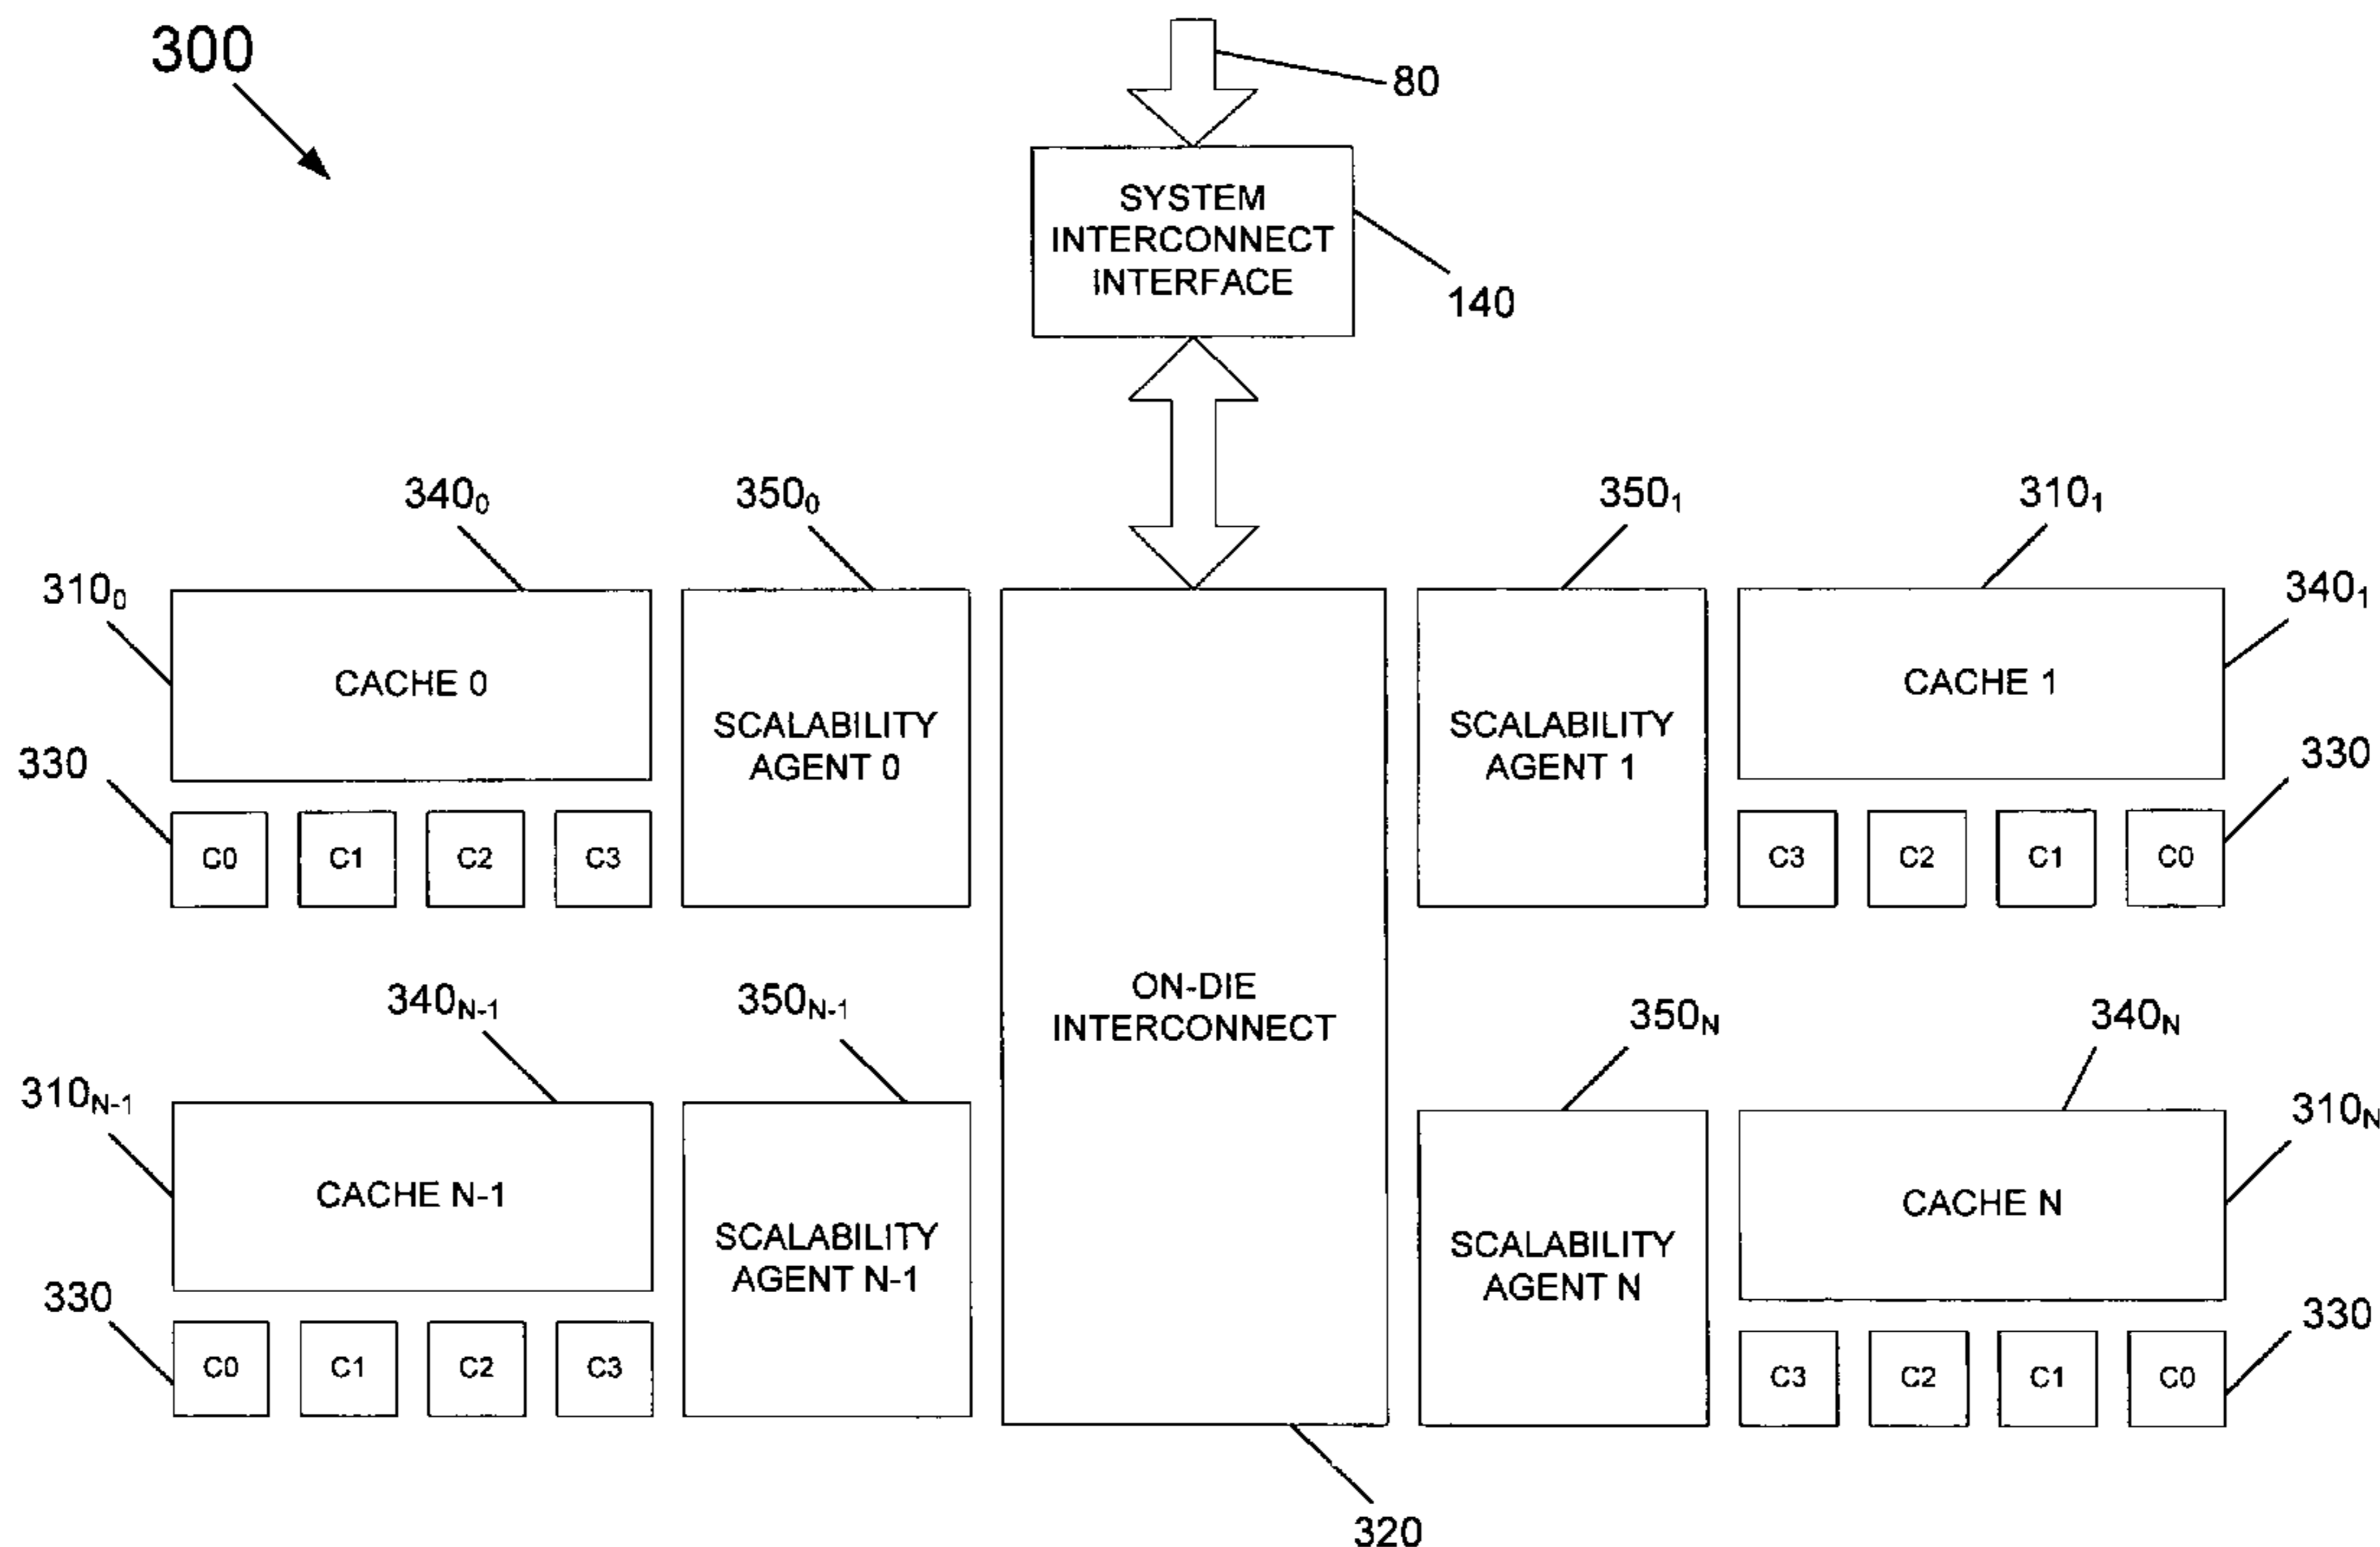 300
80
SYSTEM
INTERCONNECT
INTERFACE
140
340₀
350₀
350₁
310₁
310₀
340₁
CACHE 0
SCALABILITY
AGENT 0
SCALABILITY
AGENT 1
CACHE 1
330
330
C0
C1
C2
C3
C3
C2
C1
C0
340N-1
350N-1
ON-DIE
INTERCONNECT
350N
340N
310N-1
310N
CACHE N-1
SCALABILITY
AGENT N-1
SCALABILITY
AGENT N
CACHE N
330
330
C0
C1
C2
C3
C3
C2
C1
C0
320